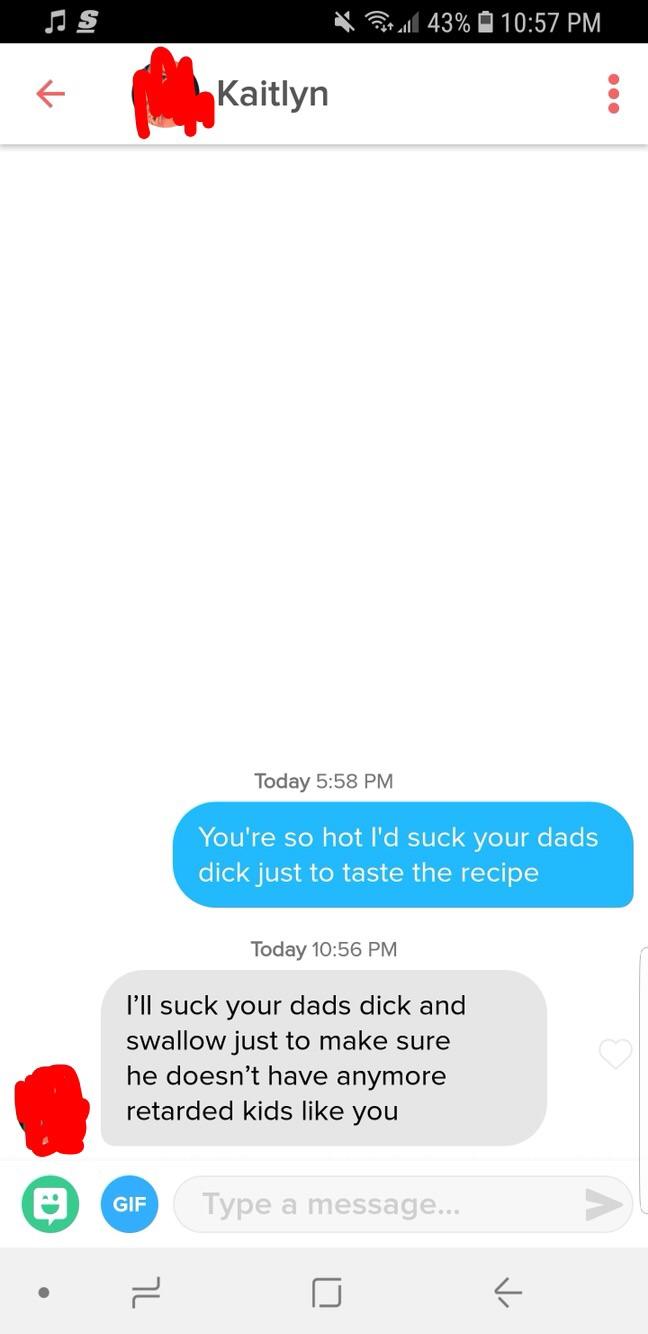 43% 10:57 PM
Kaitlyn
Today 5:58 PM
You're so hot I'd suck your dads
dick just to taste the recipe
Today 10:56 PM
I'll suck your dads dick and
swallow just to make sure
he doesn't have anymore
retarded kids like you
GIF
Type a message...